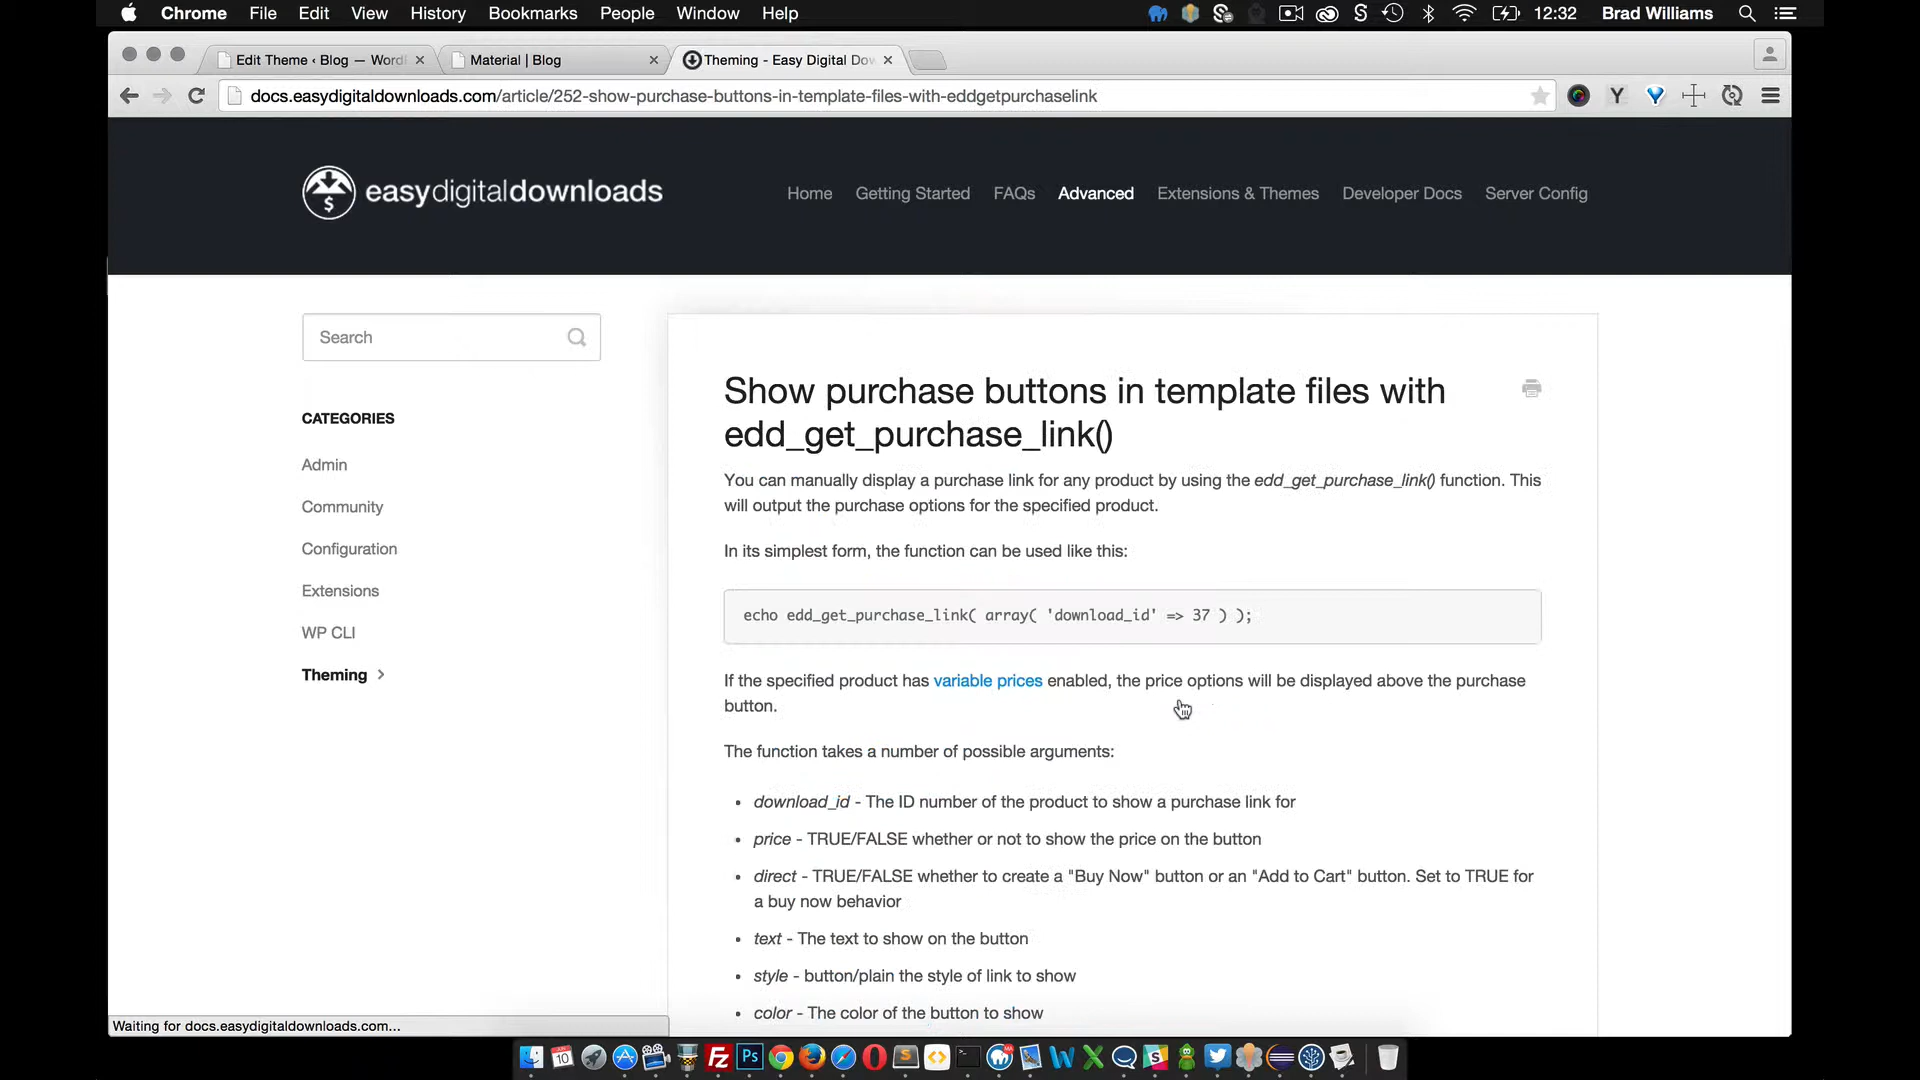 Chrome File Edit View History Bookmarks People Window Help 12:32 Brad Williams
Edit Theme ‹ Blog — Word
Material | Blog
Theming - Easy Digital Dow
docs.easydigitaldownloads.com/article/252-show-purchase-buttons-in-template-files-with-eddgetpurchaselink
easydigitaldownloads
Home Getting Started FAQs Advanced Extensions & Themes Developer Docs Server Config
Search
CATEGORIES
Admin
Community
Configuration
Extensions
WP CLI
Theming
Show purchase buttons in template files with
edd_get_purchase_link()
You can manually display a purchase link for any product by using the edd_get_purchase_link() function. This
will output the purchase options for the specified product.
In its simplest form, the function can be used like this:
echo edd_get_purchase_link( array( 'download_id' => 37 ) );
If the specified product has variable prices enabled, the price options will be displayed above the purchase
button.
The function takes a number of possible arguments:
• download_id - The ID number of the product to show a purchase link for
• price - TRUE/FALSE whether or not to show the price on the button
• direct - TRUE/FALSE whether to create a "Buy Now" button or an "Add to Cart" button. Set to TRUE for
a buy now behavior
• text - The text to show on the button
• style - button/plain the style of link to show
• color - The color of the button to show
Waiting for docs.easydigitaldownloads.com...